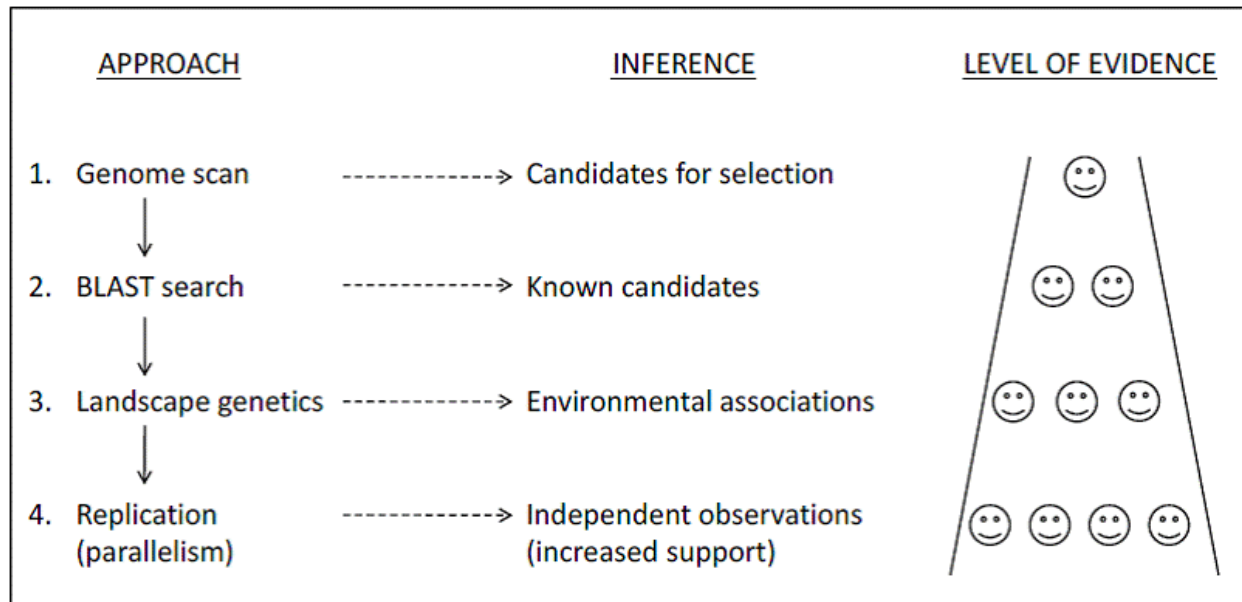 APPROACH INFERENCE LEVEL OF EVIDENCE
1. Genome scan Candidates for selection
2. BLAST search Known candidates
3. Landscape genetics Environmental associations
4. Replication Independent observations
(parallelism) (increased support)